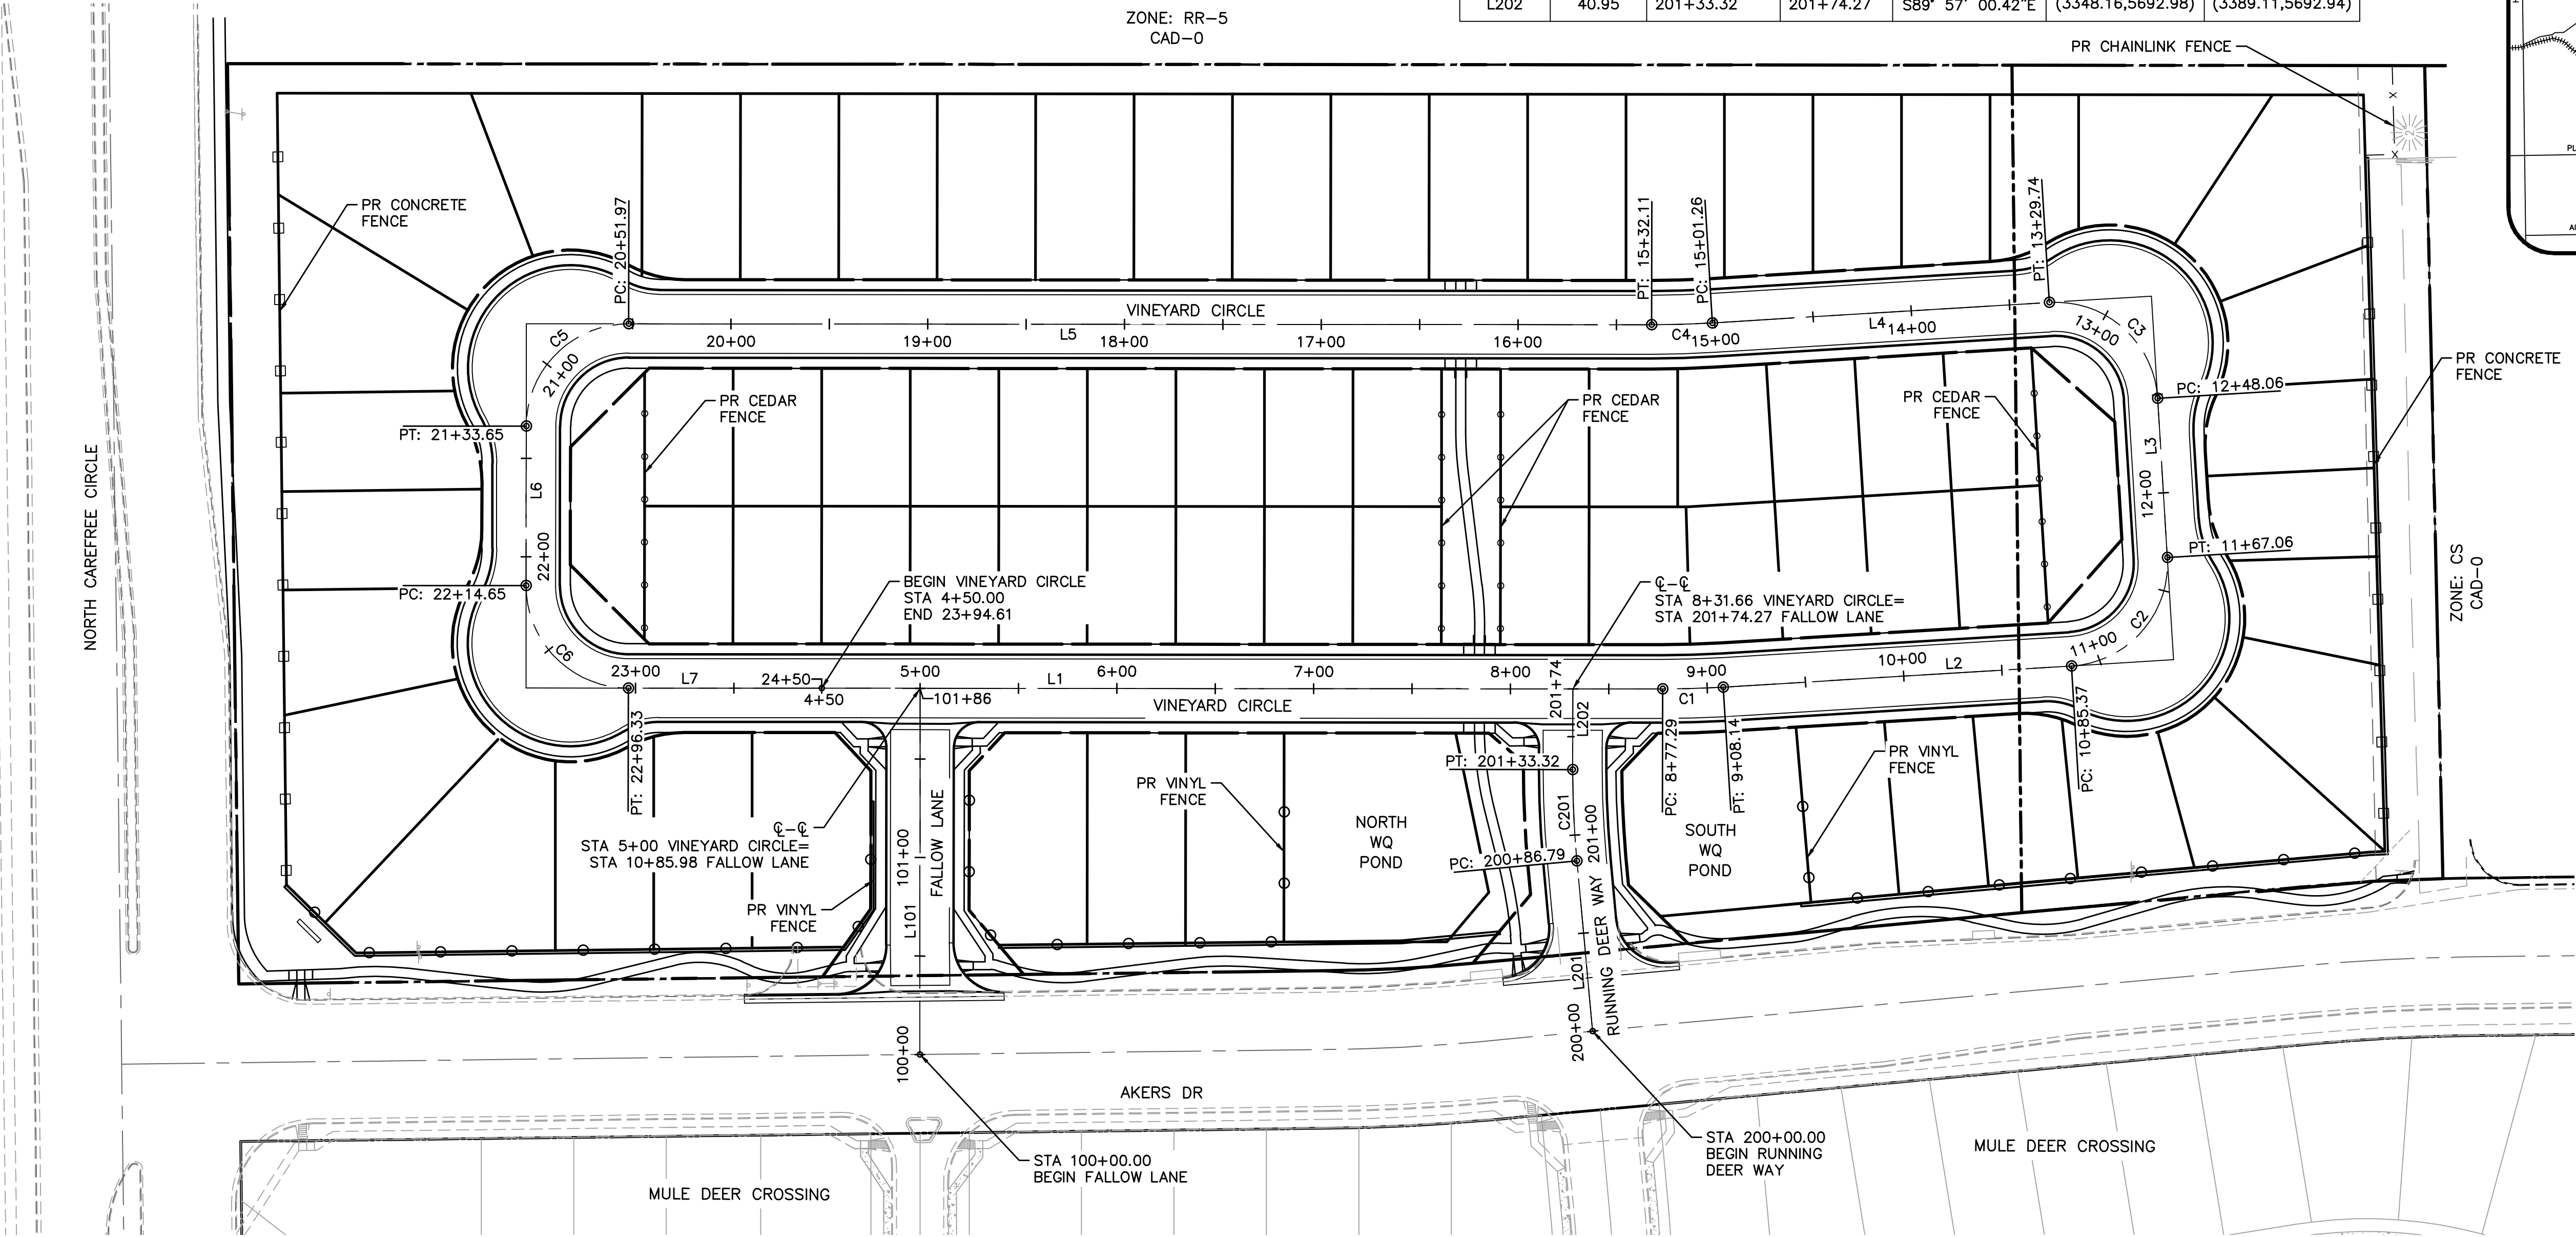 ZONE: RR-5
CAD-0
L202 40.95 201+33.32 201+74.27 S89° 57' 00.42"E (3348.16,5692.98) (3389.11,5692.94)
PR CHAINLINK FENCE
PR CONCRETE
FENCE
PC: 20+51.97
PT: 15+32.11
PC: 15+01.26
PT: 13+29.74
VINEYARD CIRCLE
C5
21+00
20+00
19+00
L5
18+00
17+00
16+00
C4
15+00
L4
14+00
13+00
C3
PR CONCRETE
FENCE
PC: 12+48.06
PR CEDAR
FENCE
PR CEDAR
FENCE
PR CEDAR
FENCE
PT: 21+33.65
L6
22+00
L3
12+00
NORTH CAREFREE CIRCLE
PT: 11+67.06
ZONE: CS
CAD-0
PC: 22+14.65
BEGIN VINEYARD CIRCLE
STA 4+50.00
END 23+94.61
℄-℄
STA 8+31.66 VINEYARD CIRCLE=
STA 201+74.27 FALLOW LANE
C6
C2
11+00
23+00
L7
24+50
4+50
5+00
101+86
L1
6+00
7+00
8+00
201+74
L202
9+00
C1
10+00
L2
VINEYARD CIRCLE
PT: 22+96.33
PC: 8+77.29
PT: 9+08.14
PC: 10+85.37
PT: 201+33.32
PR VINYL
FENCE
PR VINYL
FENCE
℄-℄
STA 5+00 VINEYARD CIRCLE=
STA 10+85.98 FALLOW LANE
L101
101+00
FALLOW LANE
NORTH
WQ
POND
C201
201+00
PC: 200+86.79
SOUTH
WQ
POND
PR VINYL
FENCE
L201
RUNNING DEER WAY
200+00
100+00
AKERS DR
STA 100+00.00
BEGIN FALLOW LANE
STA 200+00.00
BEGIN RUNNING
DEER WAY
MULE DEER CROSSING
MULE DEER CROSSING